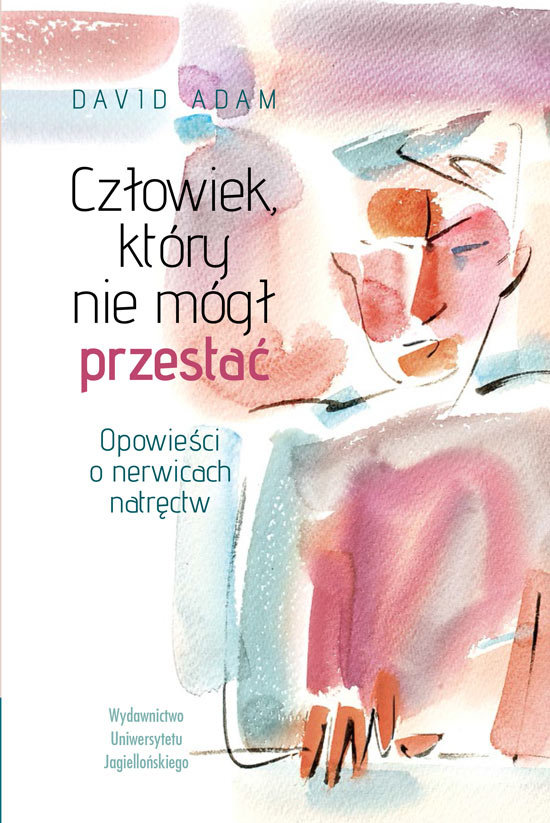 DAVID ADAM
Człowiek,
który
nie mógł
przestać
Opowieści
o nerwicach
natręctw
Wydawnictwo
Uniwersytetu
Jagiellońskiego